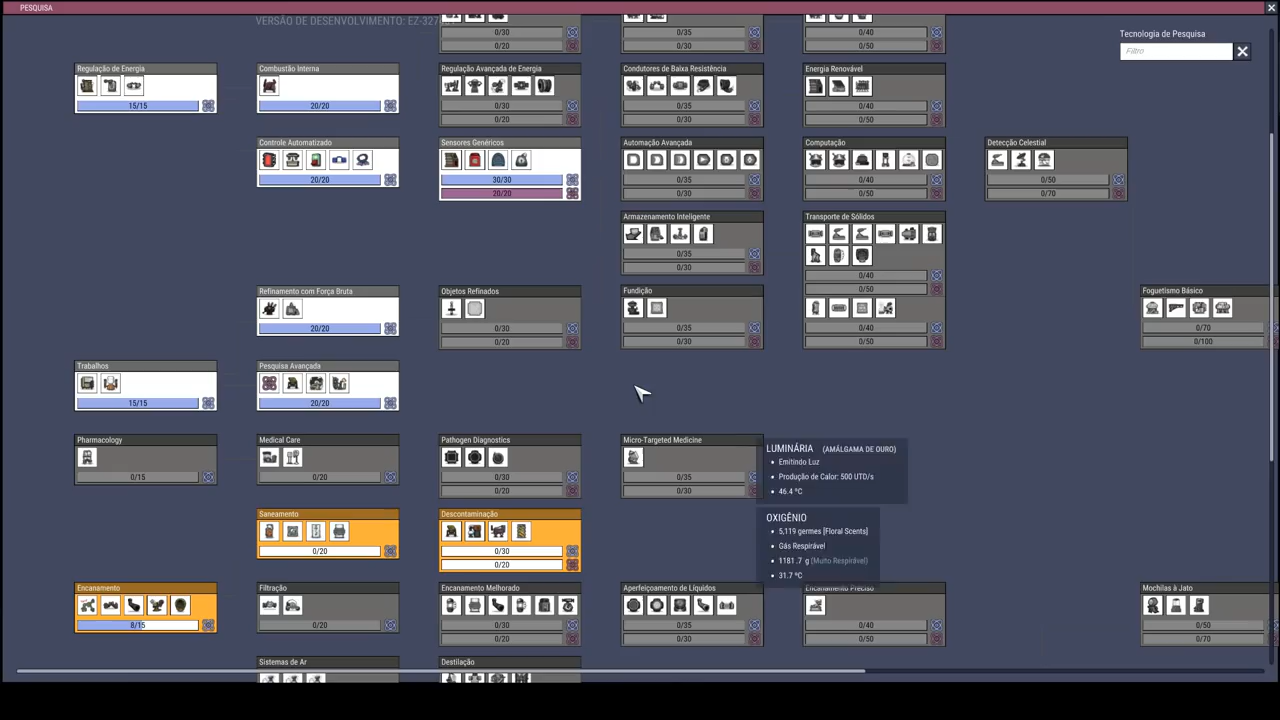 PESQUISA
VERSÃO DE DESENVOLVIMENTO: EZ-327
Tecnologia de Pesquisa
Filtro
0/30
0/20
0/35
0/30
0/40
0/50
Regulação de Energia
15/15
Combustão Interna
20/20
Regulação Avançada de Energia
0/30
0/20
Condutores de Baixa Resistência
0/35
0/30
Energia Renovável
0/40
0/50
Controle Automatizado
20/20
Sensores Genéricos
30/30
20/20
Automação Avançada
0/35
0/30
Computação
0/40
0/50
Detecção Celestial
0/50
0/70
Armazenamento Inteligente
0/35
0/30
Transporte de Sólidos
0/40
0/50
Refinamento com Força Bruta
20/20
Objetos Refinados
0/30
0/20
Fundição
0/35
0/30
0/40
0/50
Foguetismo Básico
0/70
0/100
Trabalhos
15/15
Pesquisa Avançada
20/20
Pharmacology
0/15
Medical Care
0/20
Pathogen Diagnostics
0/30
0/20
Micro-Targeted Medicine
0/35
0/30
LUMINÁRIA (AMÁLGAMA DE OURO)
• Emitindo Luz
• Produção de Calor: 500 UTD/s
• 46.4 ºC
OXIGÊNIO
• 5,119 germes [Floral Scents]
• Gás Respirável
• 1181.7 g (Muito Respirável)
• 31.7 ºC
Saneamento
0/20
Descontaminação
0/30
0/20
Encanamento
8/15
Filtração
0/20
Encanamento Melhorado
0/30
0/20
Aperfeiçoamento de Líquidos
0/35
0/30
Encanamento Preciso
0/40
0/50
Mochilas à Jato
0/50
0/70
Sistemas de Ar
Destilação